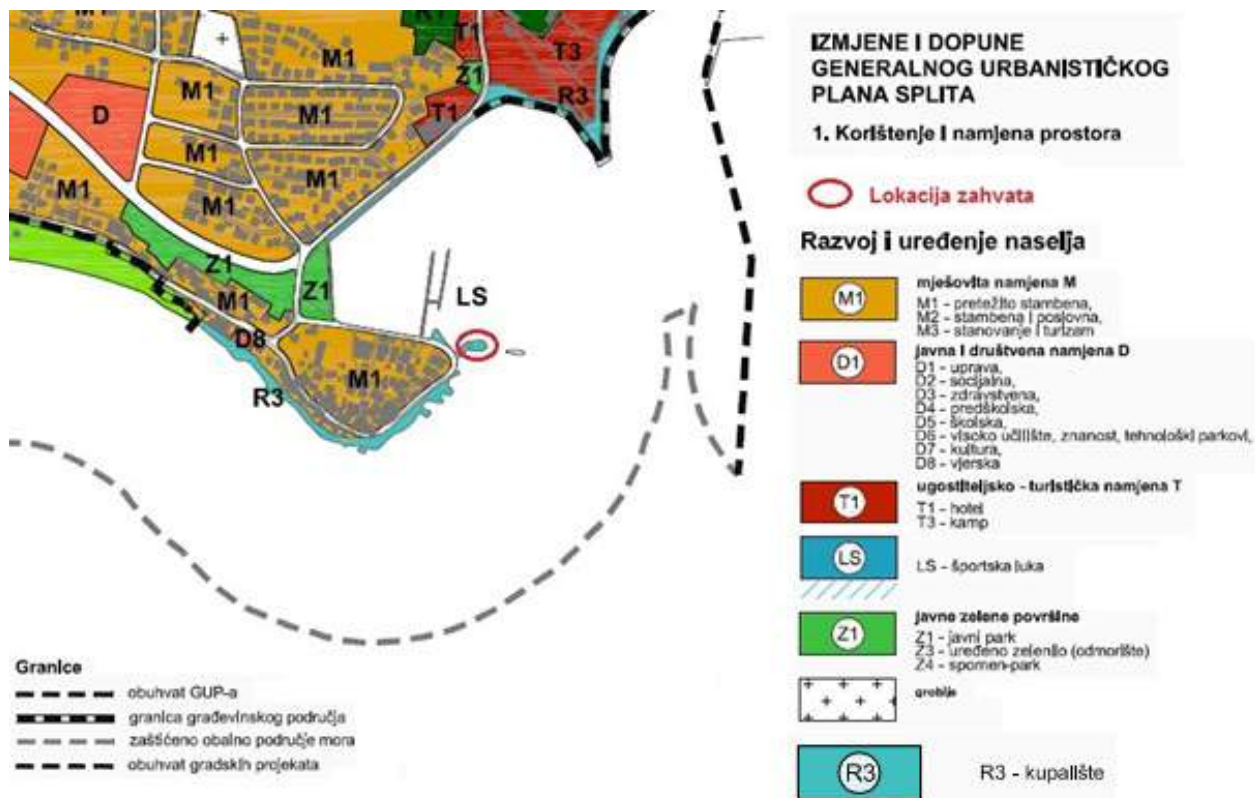 M1
R1
T1
M1
T3
Z1
M1
D
M1
T1
R3
M1
M1
M1
M1
Z1
Z1
M1
LS
D8
M1
R3
Granice
obuhvat GUP-a
granica građevinskog područja
zaštićeno obalno područje mora
obuhvat gradskih projekata
IZMJENE I DOPUNE
GENERALNOG URBANISTIČKOG
PLANA SPLITA
1. Korištenje i namjena prostora
Lokacija zahvata
Razvoj i uređenje naselja
M1
mješovita namjena M
M1 - pretežito stambena,
M2 - stambena i poslovna,
M3 - stanovanje i turizam
D1
javna i društvena namjena D
D1 - uprava,
D2 - socijalna,
D3 - zdravstvena,
D4 - predškolska,
D5 - školska,
D6 - visoko učilište, znanost, tehnološki parkovi,
D7 - kultura,
D8 - vjerska
T1
ugostiteljsko - turistička namjena T
T1 - hotel
T3 - kamp
LS
LS - športska luka
Z1
javne zelene površine
Z1 - javni park
Z3 - uređeno zelenilo (odmorište)
Z4 - spomen-park
groblje
R3
R3 - kupalište